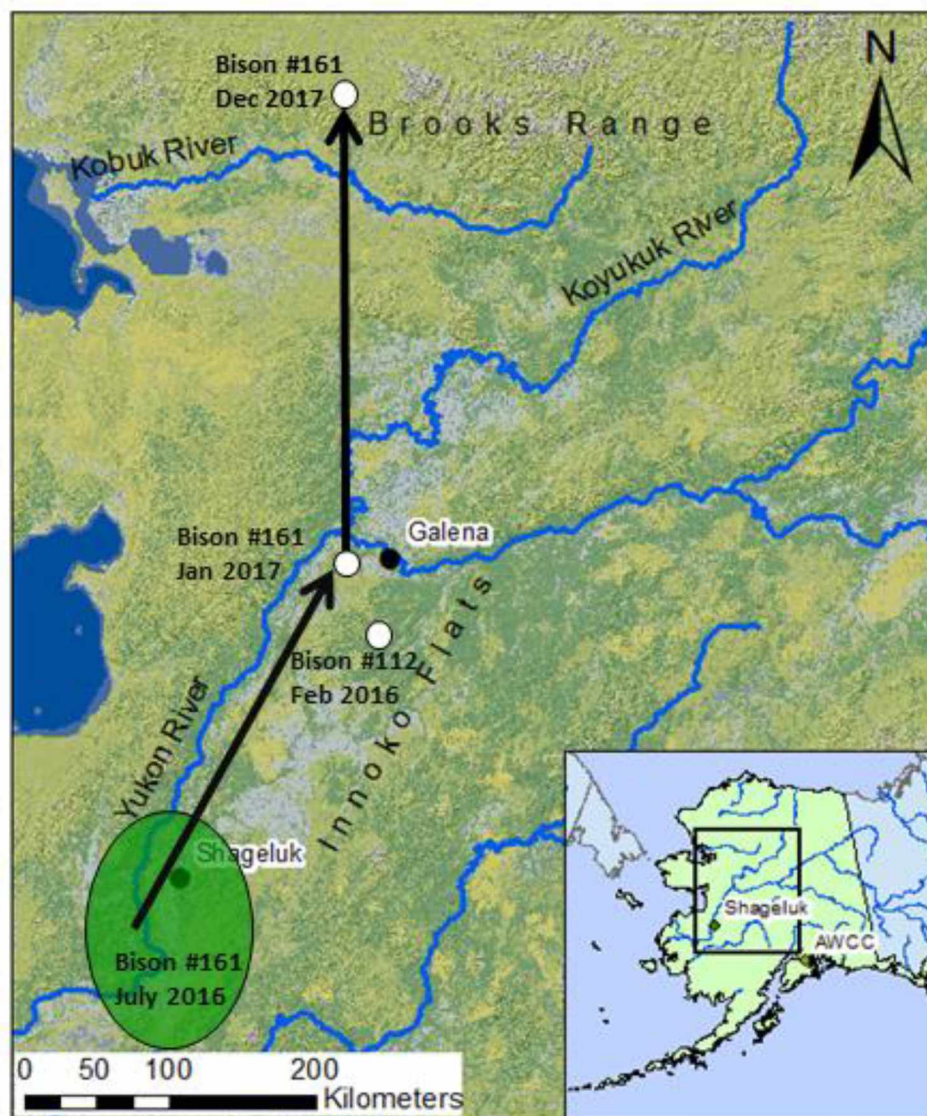 Bison #161
Dec 2017
N
Brooks Range
Kobuk River
Koyukuk River
Bison #161
Jan 2017
Galena
Bison #112
Feb 2016
Innoko Flats
Yukon River
Shageluk
Bison #161
July 2016
0 50 100 200
Kilometers
Shageluk
AWCC